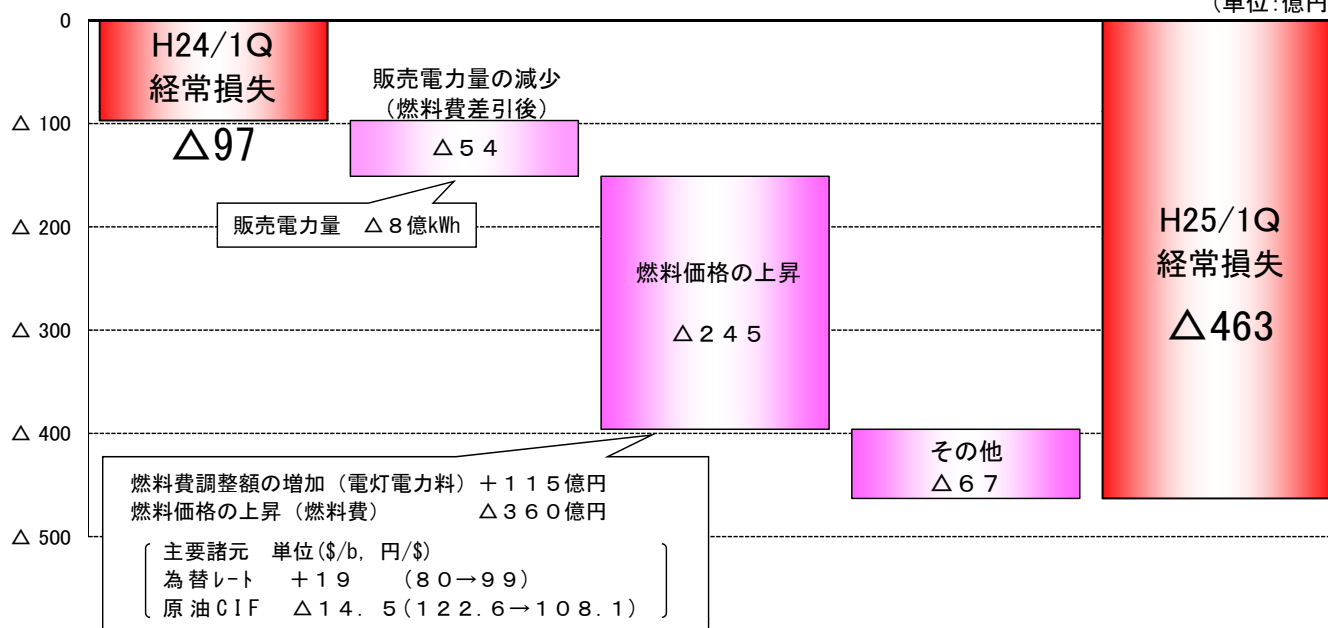 (単位:億円
0
△ 100
△ 200
△ 300
△ 400
△ 500
H24/1Q
経常損失
△97
販売電力量の減少
（燃料費差引後）
△５４
販売電力量　△８億kWh
燃料価格の上昇
△２４５
燃料費調整額の増加（電灯電力料）＋１１５億円
燃料価格の上昇（燃料費）　△３６０億円
主要諸元　単位($/b, 円/$)
為替ﾚｰﾄ　＋１９　（８０→９９）
原油ＣＩＦ　△１４．５(１２２.６→１０８.１)
その他
△６７
H25/1Q
経常損失
△463